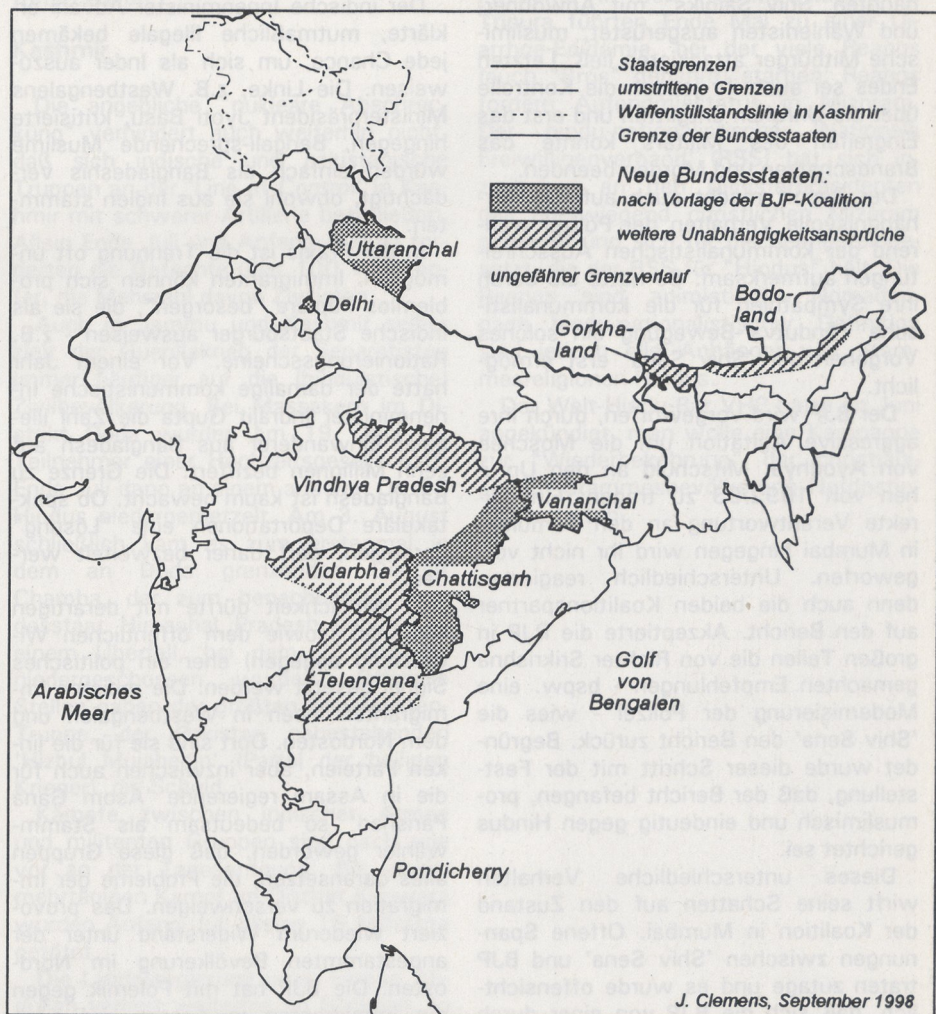 Staatsgrenzen
umstrittene Grenzen
Waffenstillstandsline in Kashmir
Grenze der Bundesstaaten
Neue Bundesstaaten:
nach Vorlage der BJP-Koalition
weitere Unabhängigkeitsansprüche
ungefährer Grenzverlauf
Uttaranchal
Delhi
Gorkha-
land
Bodo-
land
Vindhya Pradesh
Vananchal
Vidarbha
Chattisgarh
Telengana
Arabisches
Meer
Golf
von
Bengalen
Pondicherry
J. Clemens, September 1998